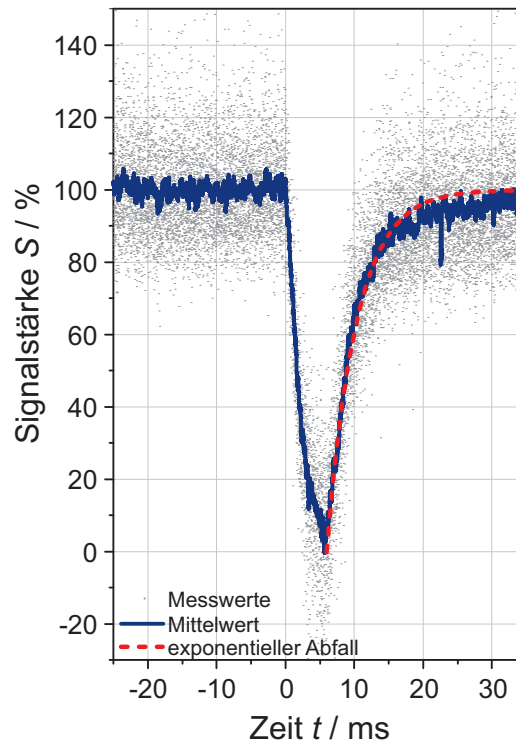 140
120
100
80
60
40
20
0
-20
Signalstärke S / %
Messwerte
Mittelwert
exponentieller Abfall
-20 -10 0 10 20 30
Zeit t / ms